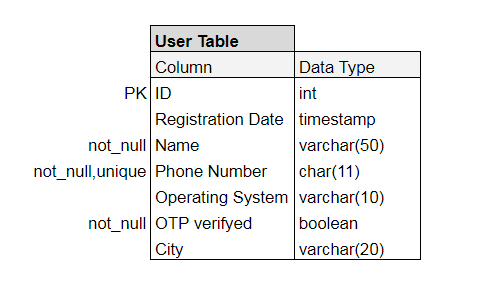 User Table
Column Data Type
PK ID int
Registration Date timestamp
not_null Name varchar(50)
not_null,unique Phone Number char(11)
Operating System varchar(10)
not_null OTP verifyed boolean
City varchar(20)